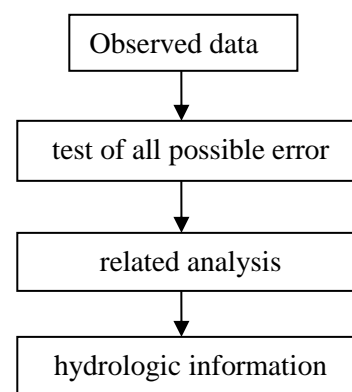 Observed data
test of all possible error
related analysis
hydrologic information